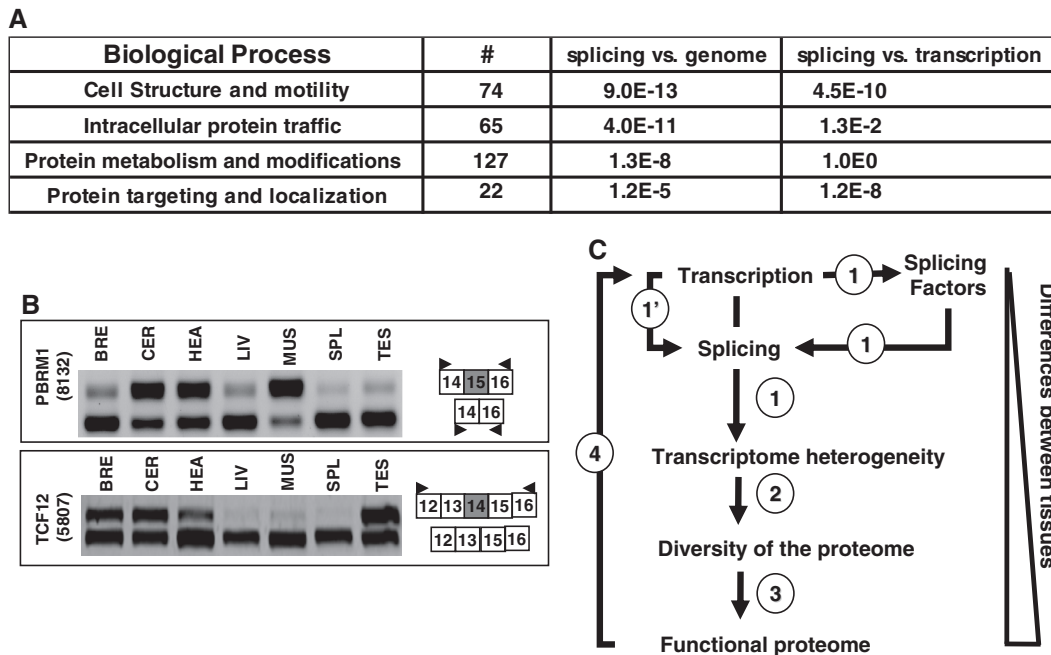 A
Biological Process # splicing vs. genome splicing vs. transcription
Cell Structure and motility 74 9.0E-13 4.5E-10
Intracellular protein traffic 65 4.0E-11 1.3E-2
Protein metabolism and modifications 127 1.3E-8 1.0E0
Protein targeting and localization 22 1.2E-5 1.2E-8
B
PBRM1
(8132)
BRE CER HEA LIV MUS SPL TES
14 15 16
14 16
TCF12
(5807)
BRE CER HEA LIV MUS SPL TES
12 13 14 15 16
12 13 15 16
C
Transcription 1 Splicing
Factors
1'
Splicing 1
1
4
Transcriptome heterogeneity
2
Diversity of the proteome
3
Functional proteome
Differences between tissues